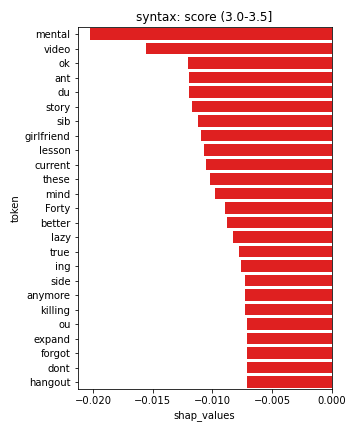 syntax: score (3.0-3.5]
mental
video
ok
ant
du
story
sib
girlfriend
lesson
current
these
mind
Forty
better
lazy
true
ing
side
anymore
killing
ou
expand
forgot
dont
hangout
token
−0.020 −0.015 −0.010 −0.005 0.000
shap_values